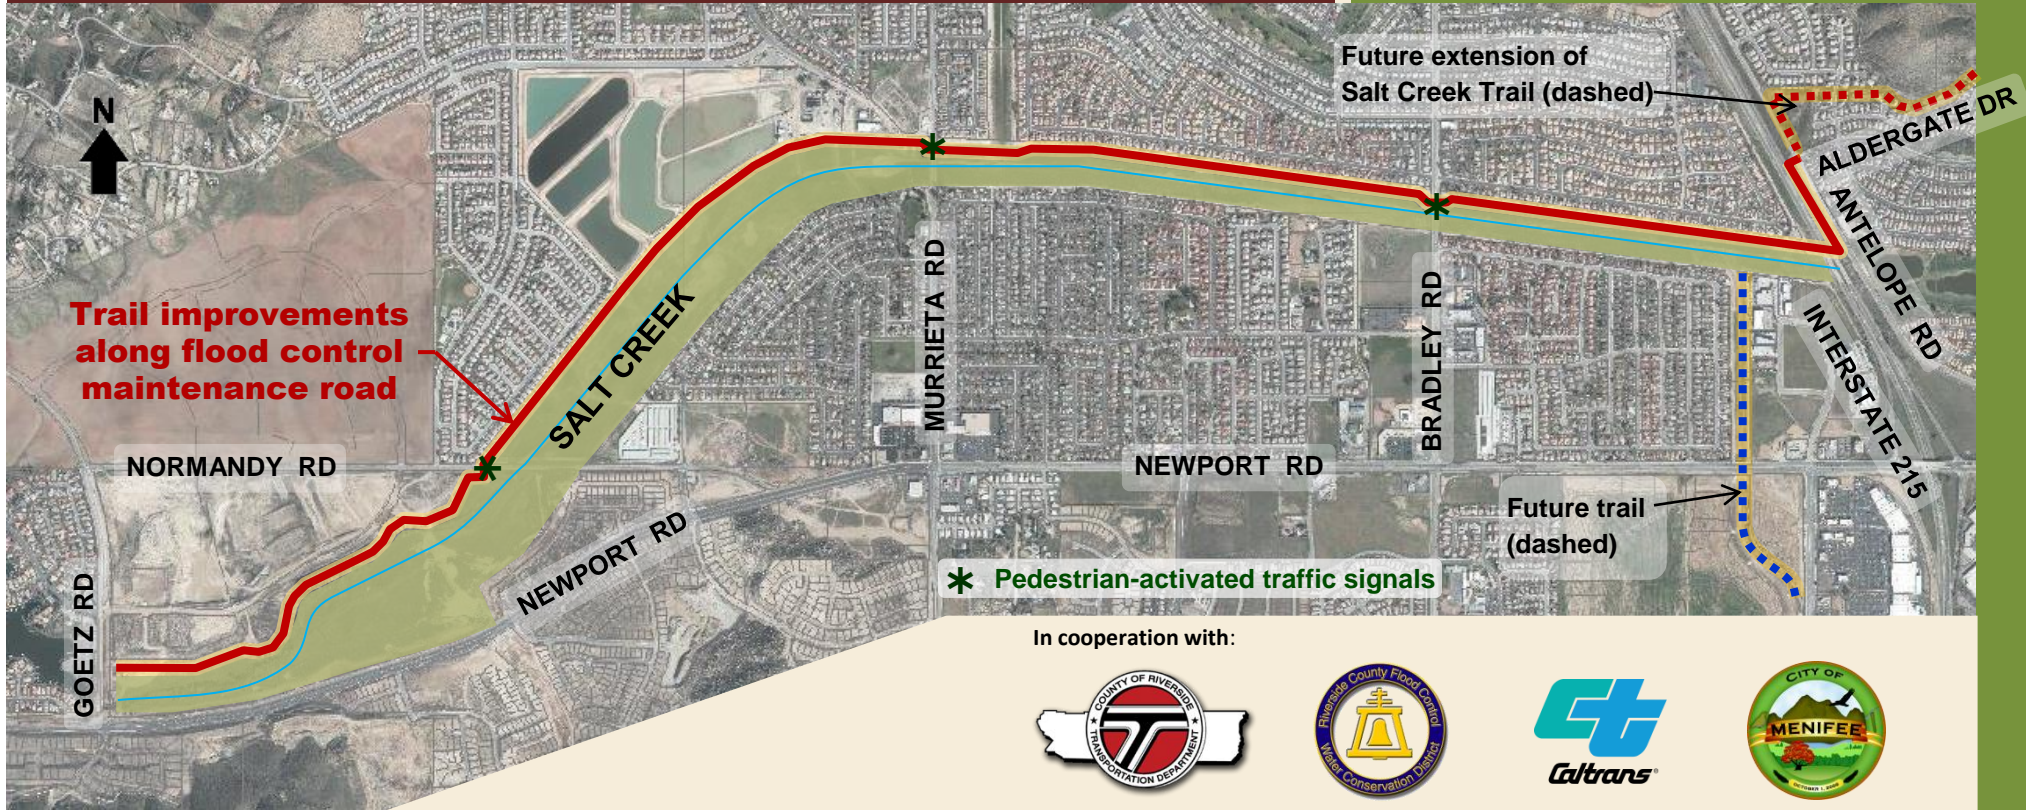 Future extension of
Salt Creek Trail (dashed)
N
ALDERGATE DR
ANTELOPE RD
INTERSTATE 215
Trail improvements
along flood control
maintenance road
SALT CREEK
MURRIETA RD
BRADLEY RD
NORMANDY RD
NEWPORT RD
NEWPORT RD
Future trail
(dashed)
GOETZ RD
Pedestrian-activated traffic signals
In cooperation with:
COUNTY OF RIVERSIDE
TRANSPORTATION DEPARTMENT
Riverside County Flood Control
Water Conservation District
Caltrans
CITY OF
MENIFEE